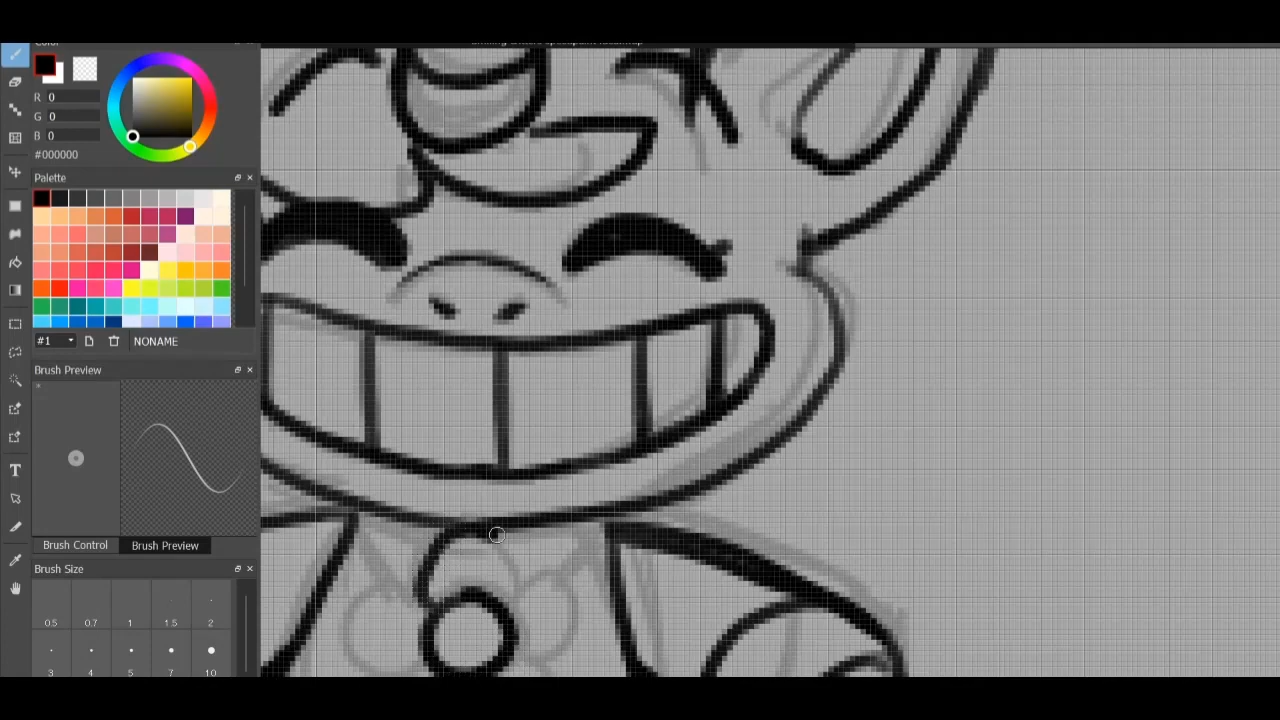 Color
R 0
G 0
B 0
#000000
Palette
#1 NONAME
Brush Preview
*
Brush Control Brush Preview
Brush Size
0.5 0.7 1 1.5 2
3 4 5 7 10
T